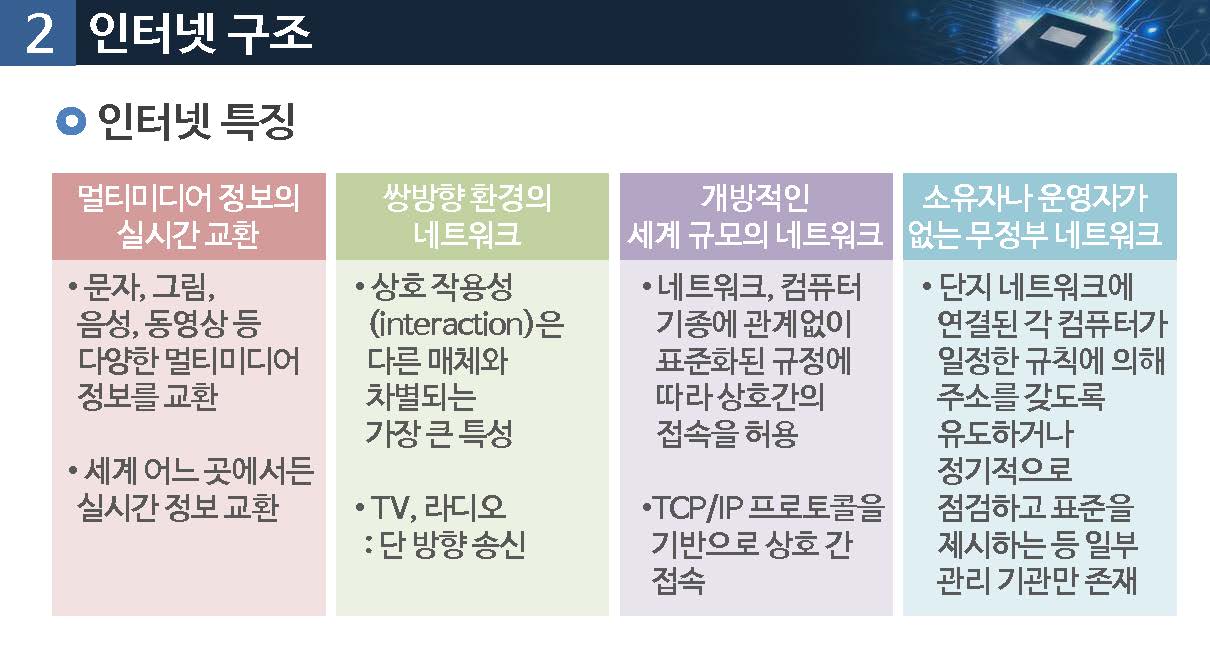 2 인터넷 구조
인터넷 특징
멀티미디어 정보의
실시간 교환
• 문자, 그림,
음성, 동영상 등
다양한 멀티미디어
정보를 교환
• 세계 어느 곳에서든
실시간 정보 교환
쌍방향 환경의
네트워크
• 상호 작용성
(interaction)은
다른 매체와
차별되는
가장 큰 특성
• TV, 라디오
: 단 방향 송신
개방적인
세계 규모의 네트워크
• 네트워크, 컴퓨터
기종에 관계없이
표준화된 규정에
따라 상호간의
접속을 허용
•TCP/IP 프로토콜을
기반으로 상호 간
접속
소유자나 운영자가
없는 무정부 네트워크
• 단지 네트워크에
연결된 각 컴퓨터가
일정한 규칙에 의해
주소를 갖도록
유도하거나
정기적으로
점검하고 표준을
제시하는 등 일부
관리 기관만 존재